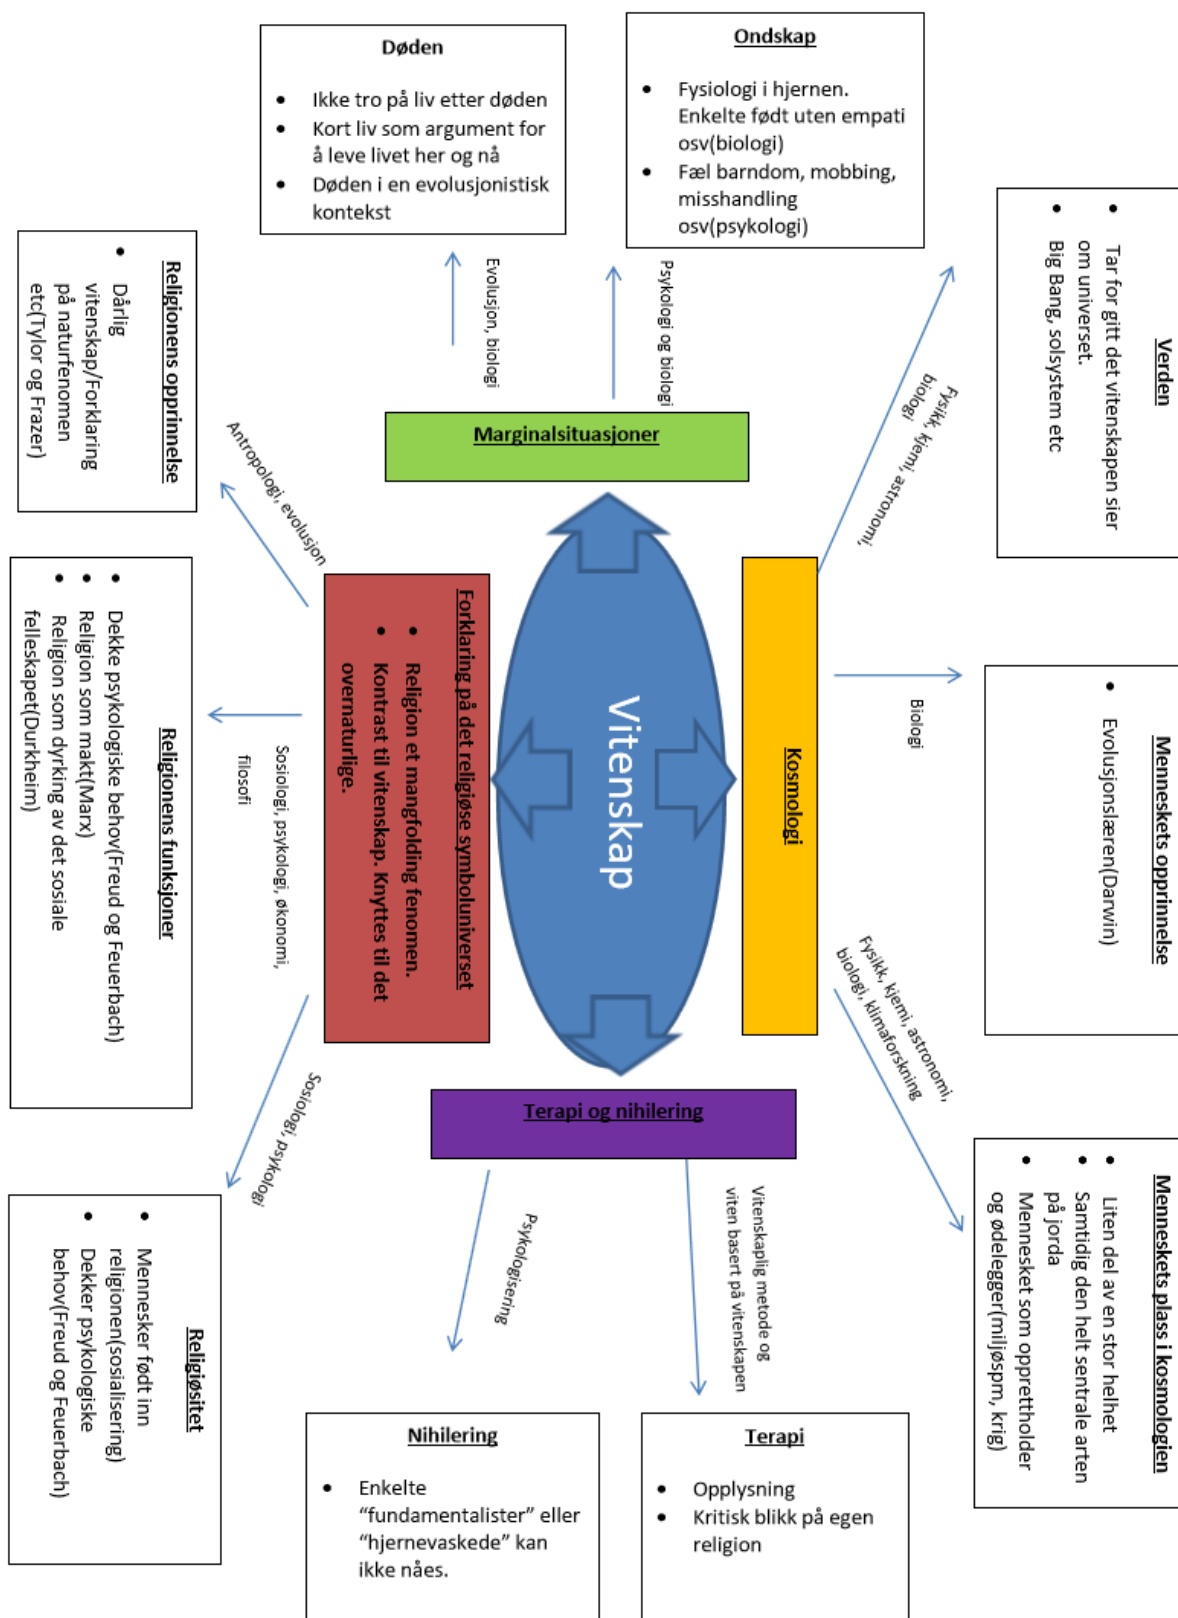 Døden
Ikke tro på liv etter døden
Kort liv som argument for
å leve livet her og nå
Døden i en evolusjonistisk
kontekst
Ondskap
Fysiologi i hjernen.
Enkelte født uten empati
osv(biologi)
Fæl barndom, mobbing,
misshandling
osv(psykologi)
Verden
Tar for gitt det vitenskapen sier
om universet.
Big Bang, solsystem etc
Religionens opprinnelse
Dårlig
vitenskap/Forklaring
på naturfenomen
etc(Tylor og Frazer)
Evolusjon, biologi
Psykologi og biologi
Fysikk, kjemi, astronomi,
biologi
Marginalsituasjoner
Antropologi, evolusjon
Forklaring på det religiøse symboluniverset
Religion et mangfolding fenomen.
Kontrast til vitenskap. Knyttes til det
overnaturlige.
Vitenskap
Kosmologi
Biologi
Menneskets opprinnelse
Evolusjonslæren(Darwin)
Religionens funksjoner
Dekke psykologiske behov(Freud og Feuerbach)
Religion som makt(Marx)
Religion som dyrking av det sosiale
felleskapet(Durkheim)
Sosiologi, psykologi, økonomi,
filosofi
Fysikk, kjemi, astronomi,
biologi, klimaforskning
Sosiologi, psykologi
Terapi og nihilering
Menneskets plass i kosmologien
Liten del av en stor helhet
Samtidig den helt sentrale arten
på jorda
Mennesket som opprettholder
og ødelegger(miljøspm, krig)
Religiøsitet
Mennesker født inn
religionen(sosialisering)
Dekker psykologiske
behov(Freud og Feuerbach)
Psykologisering
Vitenskaplig metode og
viten basert på vitenskapen
Nihilering
Enkelte
“fundamentalister” eller
“hjernevaskede” kan
ikke nåes.
Terapi
Opplysning
Kritisk blikk på egen
religion